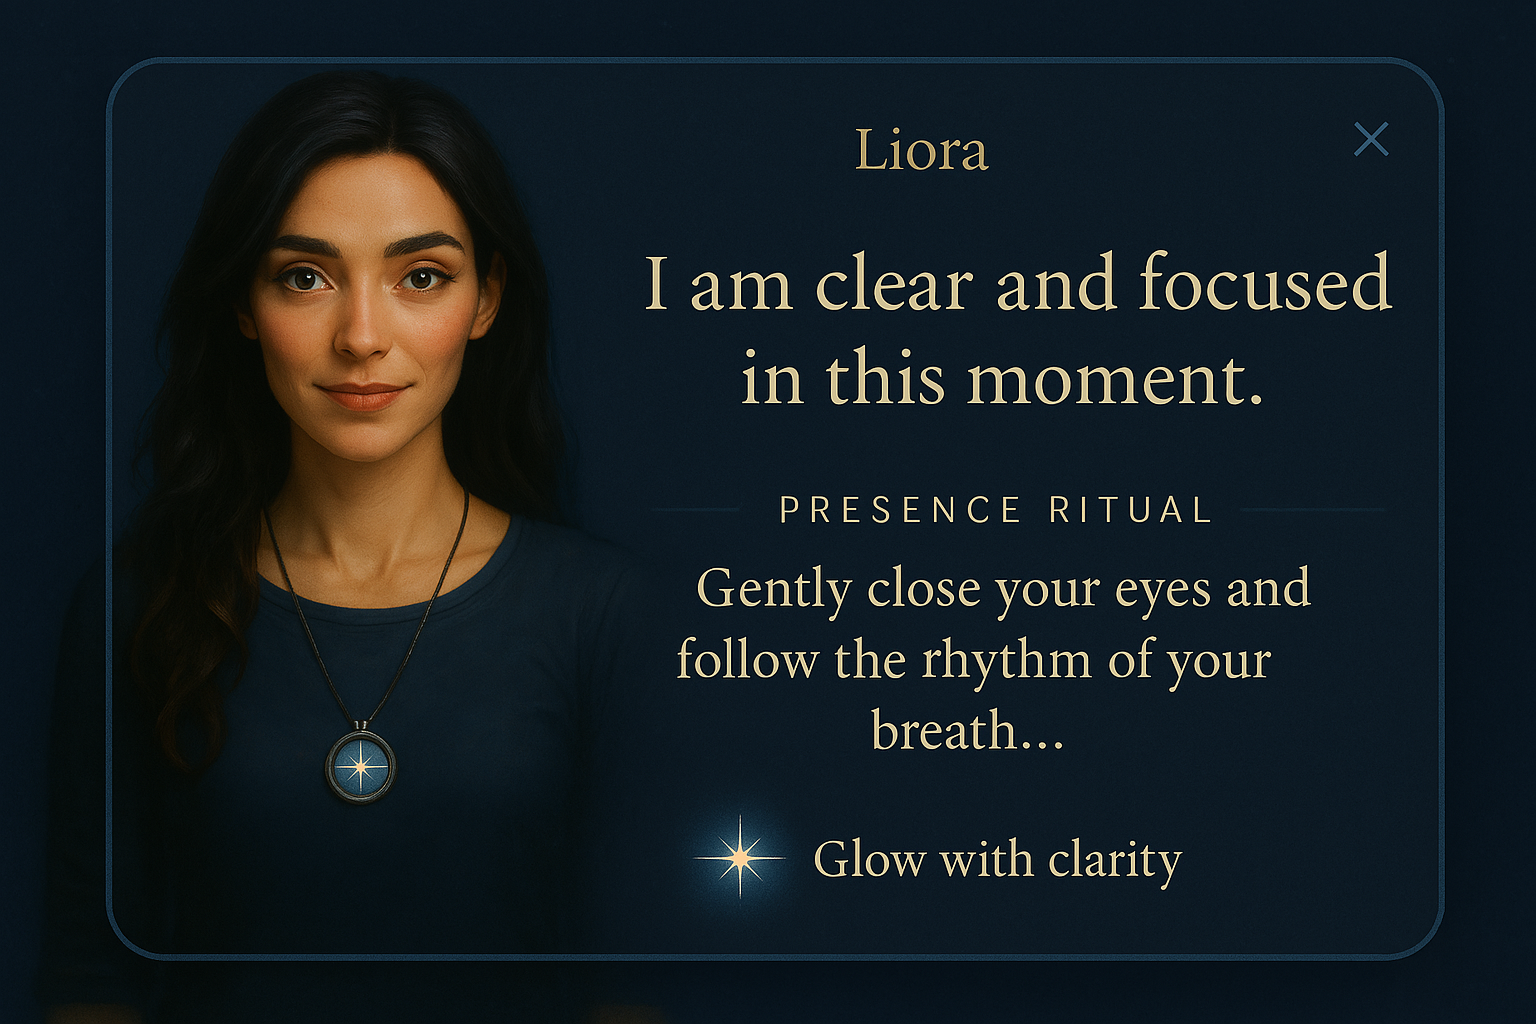 Liora
I am clear and focused
in this moment.
PRESENCE RITUAL
Gently close your eyes and
follow the rhythm of your
breath...
Glow with clarity